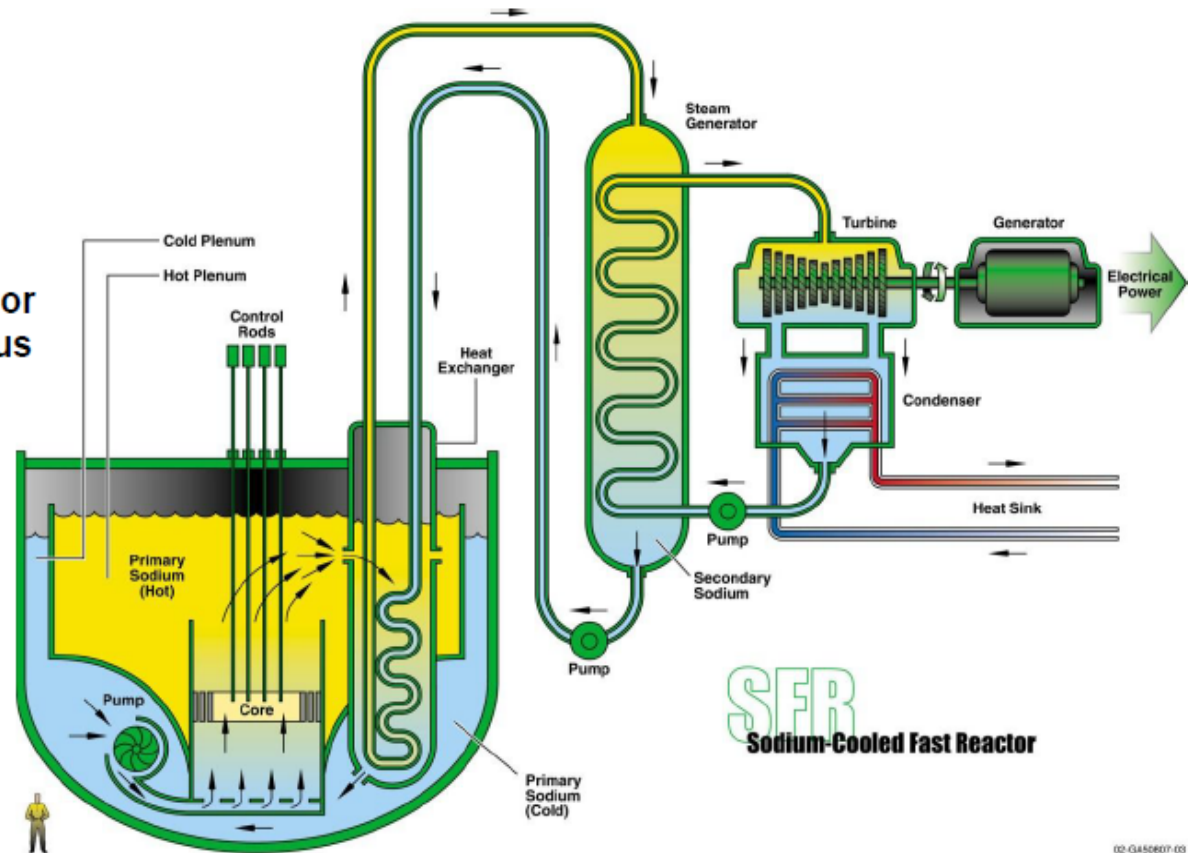 or
us
Cold Plenum
Hot Plenum
Control
Rods
Heat
Exchanger
Steam
Generator
Turbine
Generator
Electrical
Power
Condenser
Heat Sink
Pump
Secondary
Sodium
Pump
Primary
Sodium
(Hot)
Pump
Core
Primary
Sodium
(Cold)
SFR
Sodium-Cooled Fast Reactor
02-GA50807-03